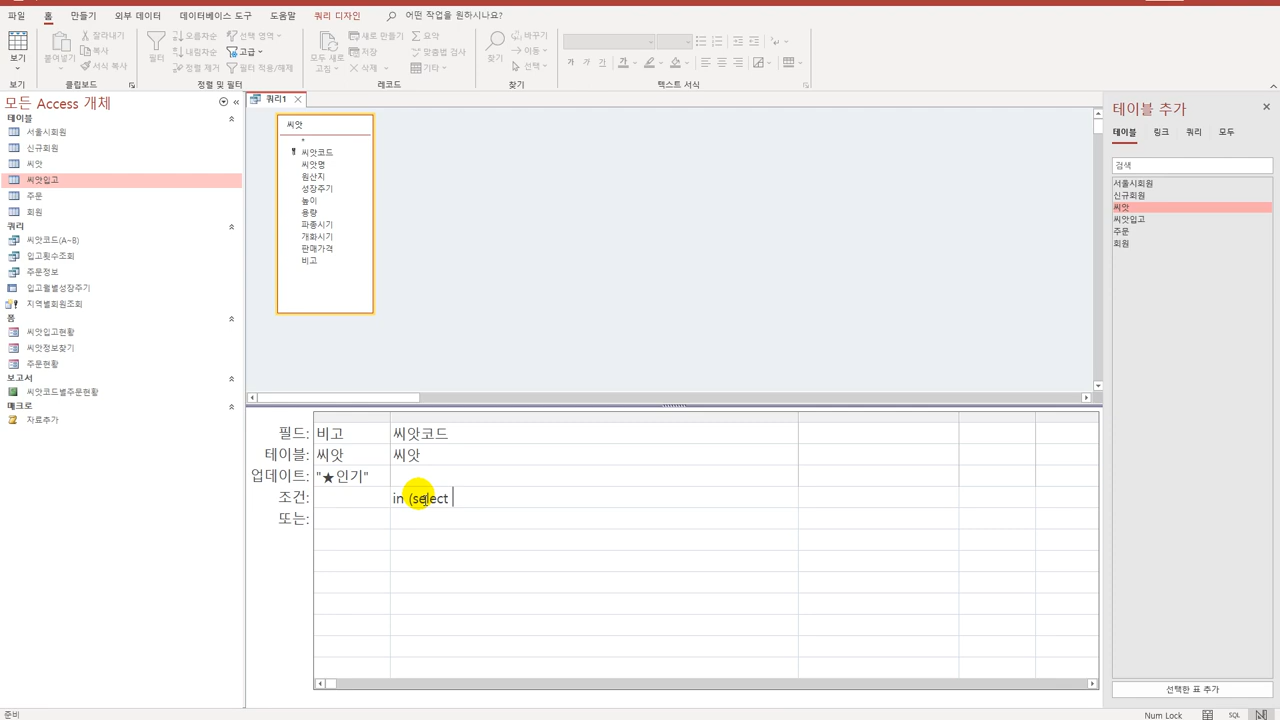 파일 홈 만들기 외부 데이터 데이터베이스 도구 도움말 쿼리 디자인 어떤 작업을 원하시나요?
보기 붙여넣기 잘라내기 복사 서식 복사
필터 오름차순 내림차순 정렬 제거 선택 영역 고급 필터 적용/해제
모두 새로 고침 새로 만들기 저장 삭제 요약 맞춤법 검사 기타
찾기 바꾸기 이동 선택
가 가 가 가
보기 클립보드 정렬 및 필터 레코드 찾기 텍스트 서식
모든 Access 개체
테이블
서울시회원
신규회원
씨앗
씨앗입고
주문
회원
쿼리
씨앗코드(A~B)
입고횟수조회
주문정보
입고월별성장주기
지역별회원조회
폼
씨앗입고현황
씨앗정보찾기
주문현황
보고서
씨앗코드별주문현황
매크로
자료추가
쿼리1
씨앗
*
씨앗코드
씨앗명
원산지
성장주기
높이
용량
파종시기
개화시기
판매가격
비고
필드: 비고 씨앗코드
테이블: 씨앗 씨앗
업데이트: "★인기"
조건: in (select
또는:
테이블 추가
테이블 링크 쿼리 모두
검색
서울시회원
신규회원
씨앗
씨앗입고
주문
회원
선택한 표 추가
준비 Num Lock SQL